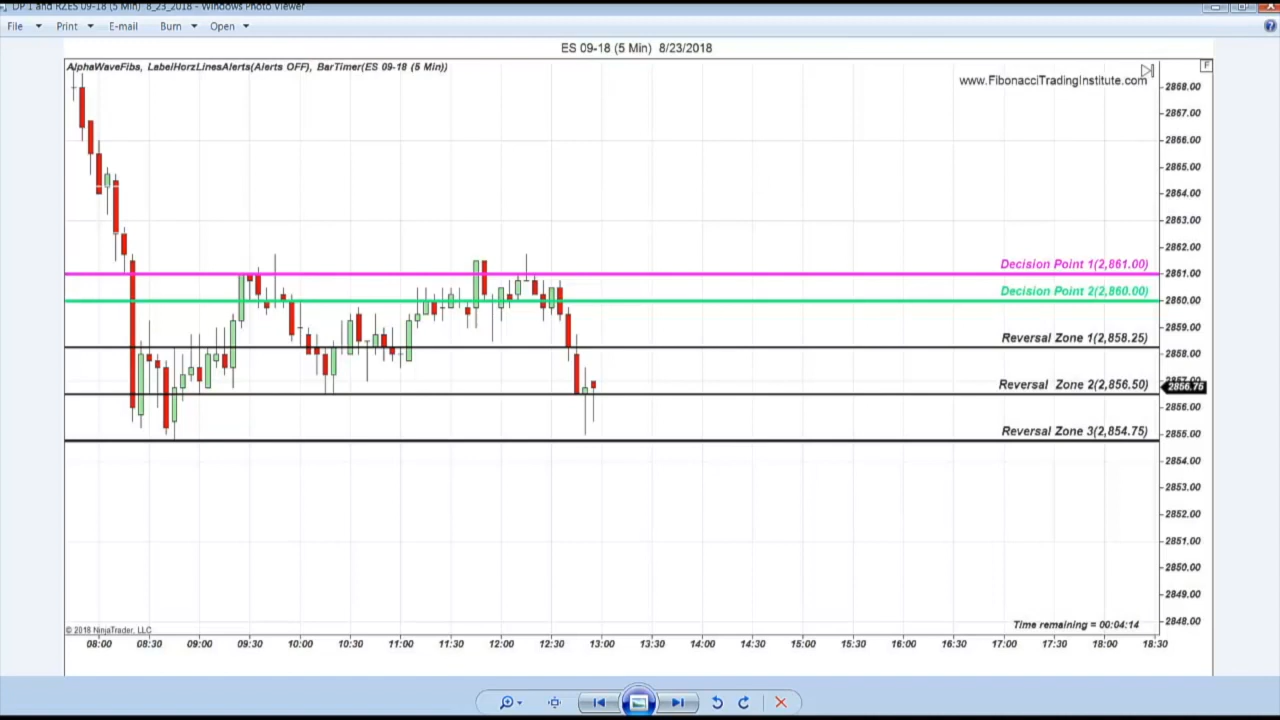 DP 1 and RZES 09-18 (5 Min) 8_23_2018 - Windows Photo Viewer
File Print E-mail Burn Open
ES 09-18 (5 Min) 8/23/2018
AlphaWaveFibs, LabelHorzLinesAlerts(Alerts OFF), BarTimer(ES 09-18 (5 Min))
F
www.FibonacciTradingInstitute.com
2868.00
2867.00
2866.00
2865.00
2864.00
2863.00
2862.00
Decision Point 1(2,861.00)
2861.00
Decision Point 2(2,860.00)
2860.00
2859.00
Reversal Zone 1(2,858.25)
2858.00
2857.00
Reversal Zone 2(2,856.50)
2856.75
2856.00
Reversal Zone 3(2,854.75)
2855.00
2854.00
2853.00
2852.00
2851.00
2850.00
2849.00
2848.00
Time remaining = 00:04:14
© 2018 NinjaTrader, LLC
08:00 08:30 09:00 09:30 10:00 10:30 11:00 11:30 12:00 12:30 13:00 13:30 14:00 14:30 15:00 15:30 16:00 16:30 17:00 17:30 18:00 18:30